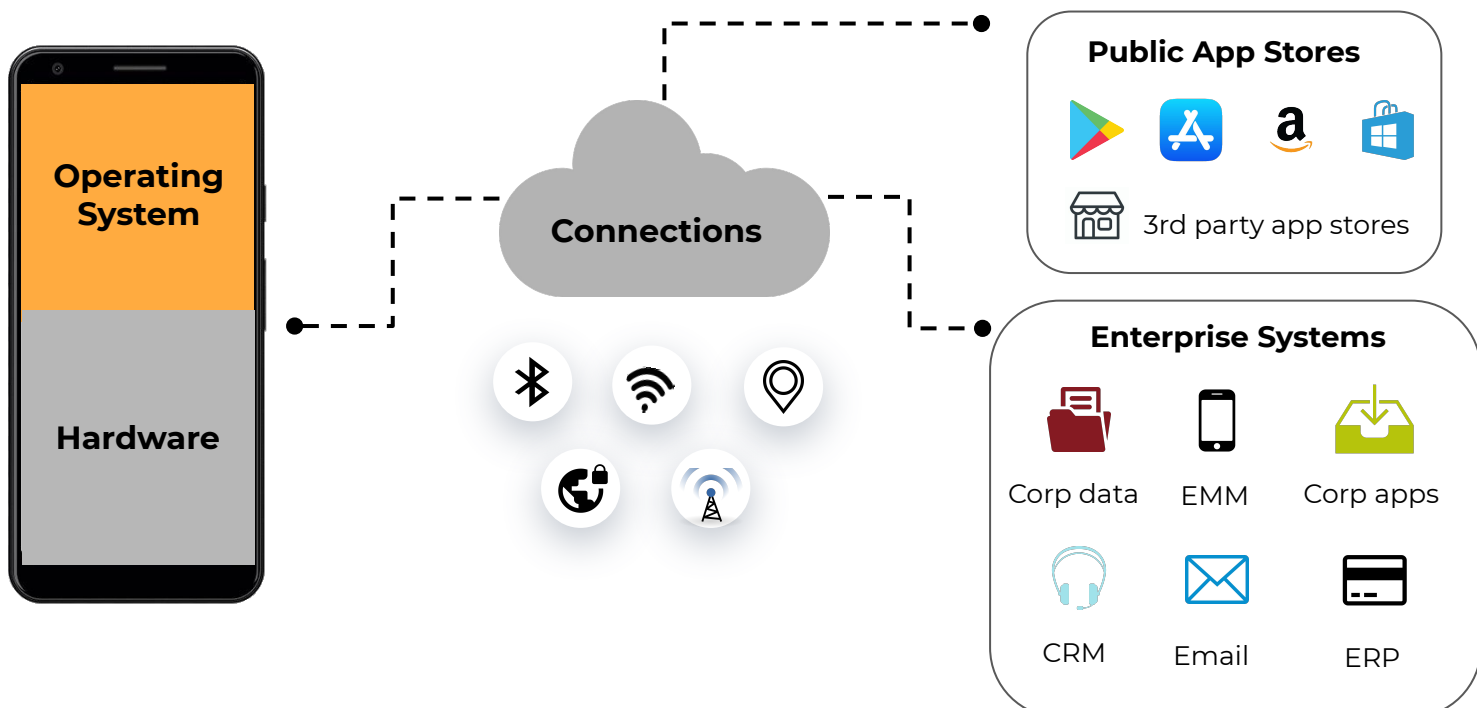 Operating
System
Hardware
Connections
Public App Stores
a
3rd party app stores
Enterprise Systems
Corp data
EMM
Corp apps
CRM
Email
ERP